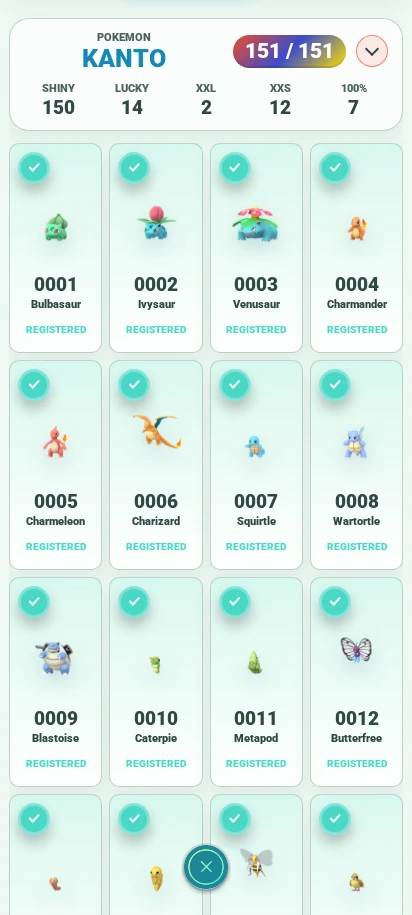 POKEMON
KANTO
151 / 151
SHINY LUCKY XXL XXS 100%
150 14 2 12 7
0001 0002 0003 0004
Bulbasaur Ivysaur Venusaur Charmander
REGISTERED REGISTERED REGISTERED REGISTERED
0005 0006 0007 0008
Charmeleon Charizard Squirtle Wartortle
REGISTERED REGISTERED REGISTERED REGISTERED
0009 0010 0011 0012
Blastoise Caterpie Metapod Butterfree
REGISTERED REGISTERED REGISTERED REGISTERED